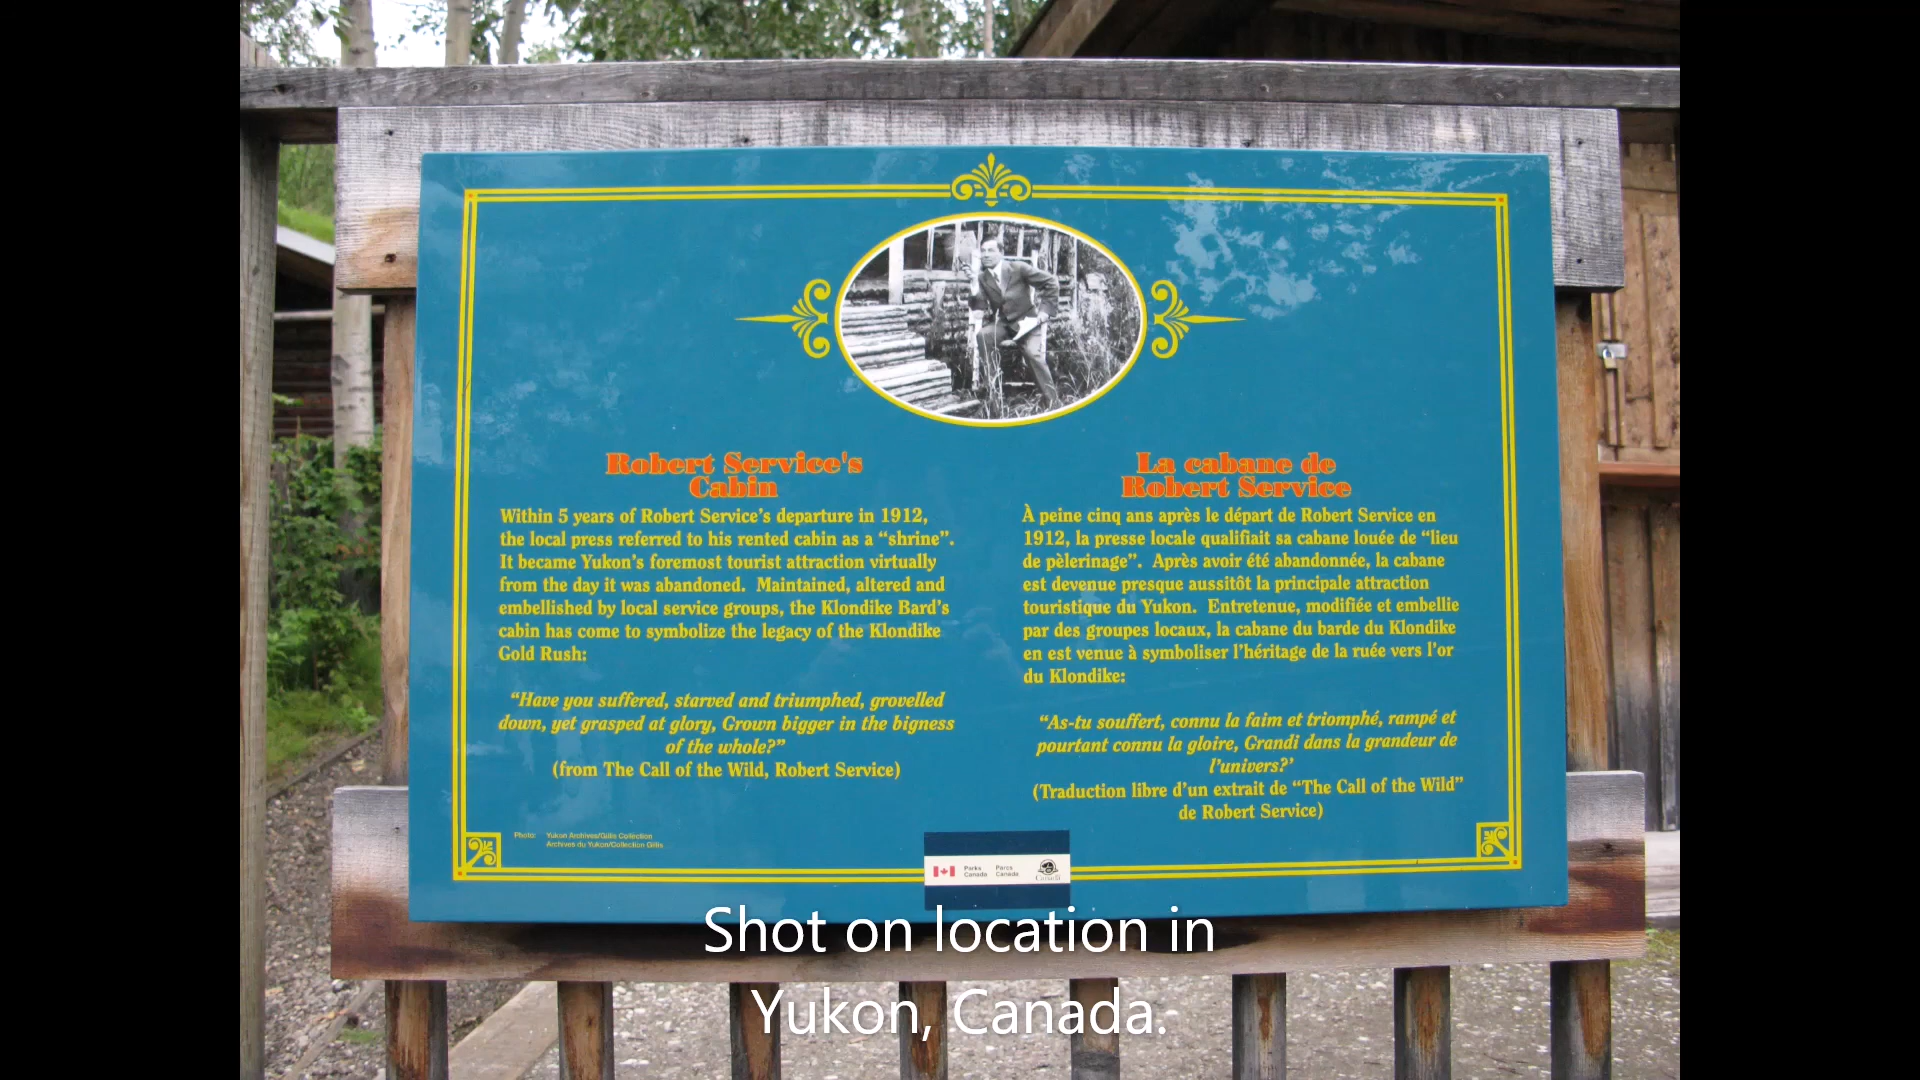 Robert Service's
Cabin
Within 5 years of Robert Service's departure in 1912,
the local press referred to his rented cabin as a “shrine”.
It became Yukon's foremost tourist attraction virtually
from the day it was abandoned. Maintained, altered and
embellished by local service groups, the Klondike Bard's
cabin has come to symbolize the legacy of the Klondike
Gold Rush:
“Have you suffered, starved and triumphed, grovelled
down, yet grasped at glory, Grown bigger in the bigness
of the whole?”
(from The Call of the Wild, Robert Service)
Photo: Yukon Archives/Gillis Collection
Archives du Yukon/Collection Gillis
La cabane de
Robert Service
À peine cinq ans après le départ de Robert Service en
1912, la presse locale qualifiait sa cabane louée de “lieu
de pèlerinage”. Après avoir été abandonnée, la cabane
est devenue presque aussitôt la principale attraction
touristique du Yukon. Entretenue, modifiée et embellie
par des groupes locaux, la cabane du barde du Klondike
en est venue à symboliser l'héritage de la ruée vers l'or
du Klondike:
“As-tu souffert, connu la faim et triomphé, rampé et
pourtant connu la gloire, Grandi dans la grandeur de
l'univers?’
(Traduction libre d'un extrait de “The Call of the Wild”
de Robert Service)
Parks Canada
Parcs Canada
Canada
Shot on location in
Yukon, Canada.